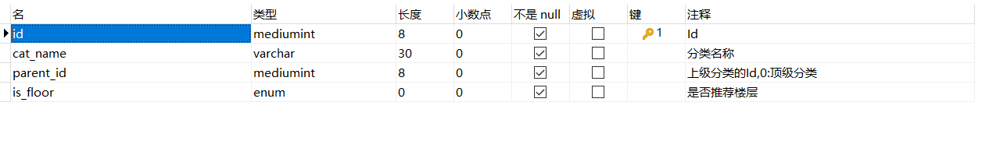 名 类型 长度 小数点 不是 null 虚拟 键 注释
id mediumint 8 0 1 Id
cat_name varchar 30 0 分类名称
parent_id mediumint 8 0 上级分类的Id,0:顶级分类
is_floor enum 0 0 是否推荐楼层